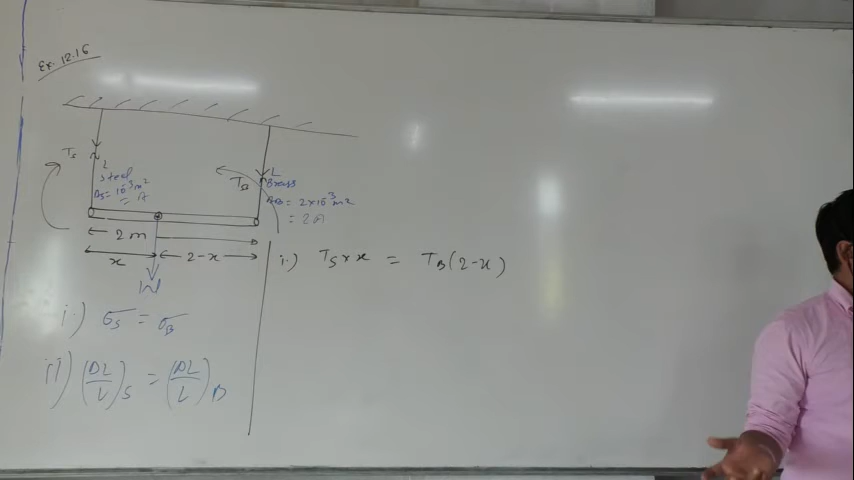 Ex. 12.16
Ts
L
Steel
As = 10⁻³ m²
= A
TB
L
Brass
AB = 2×10⁻³ m²
= 2A
2 m
x
2-x
W
i.) Ts × x = TB (2-x)
i.) σs = σB
ii) (ΔL/L)s = (ΔL/L)B